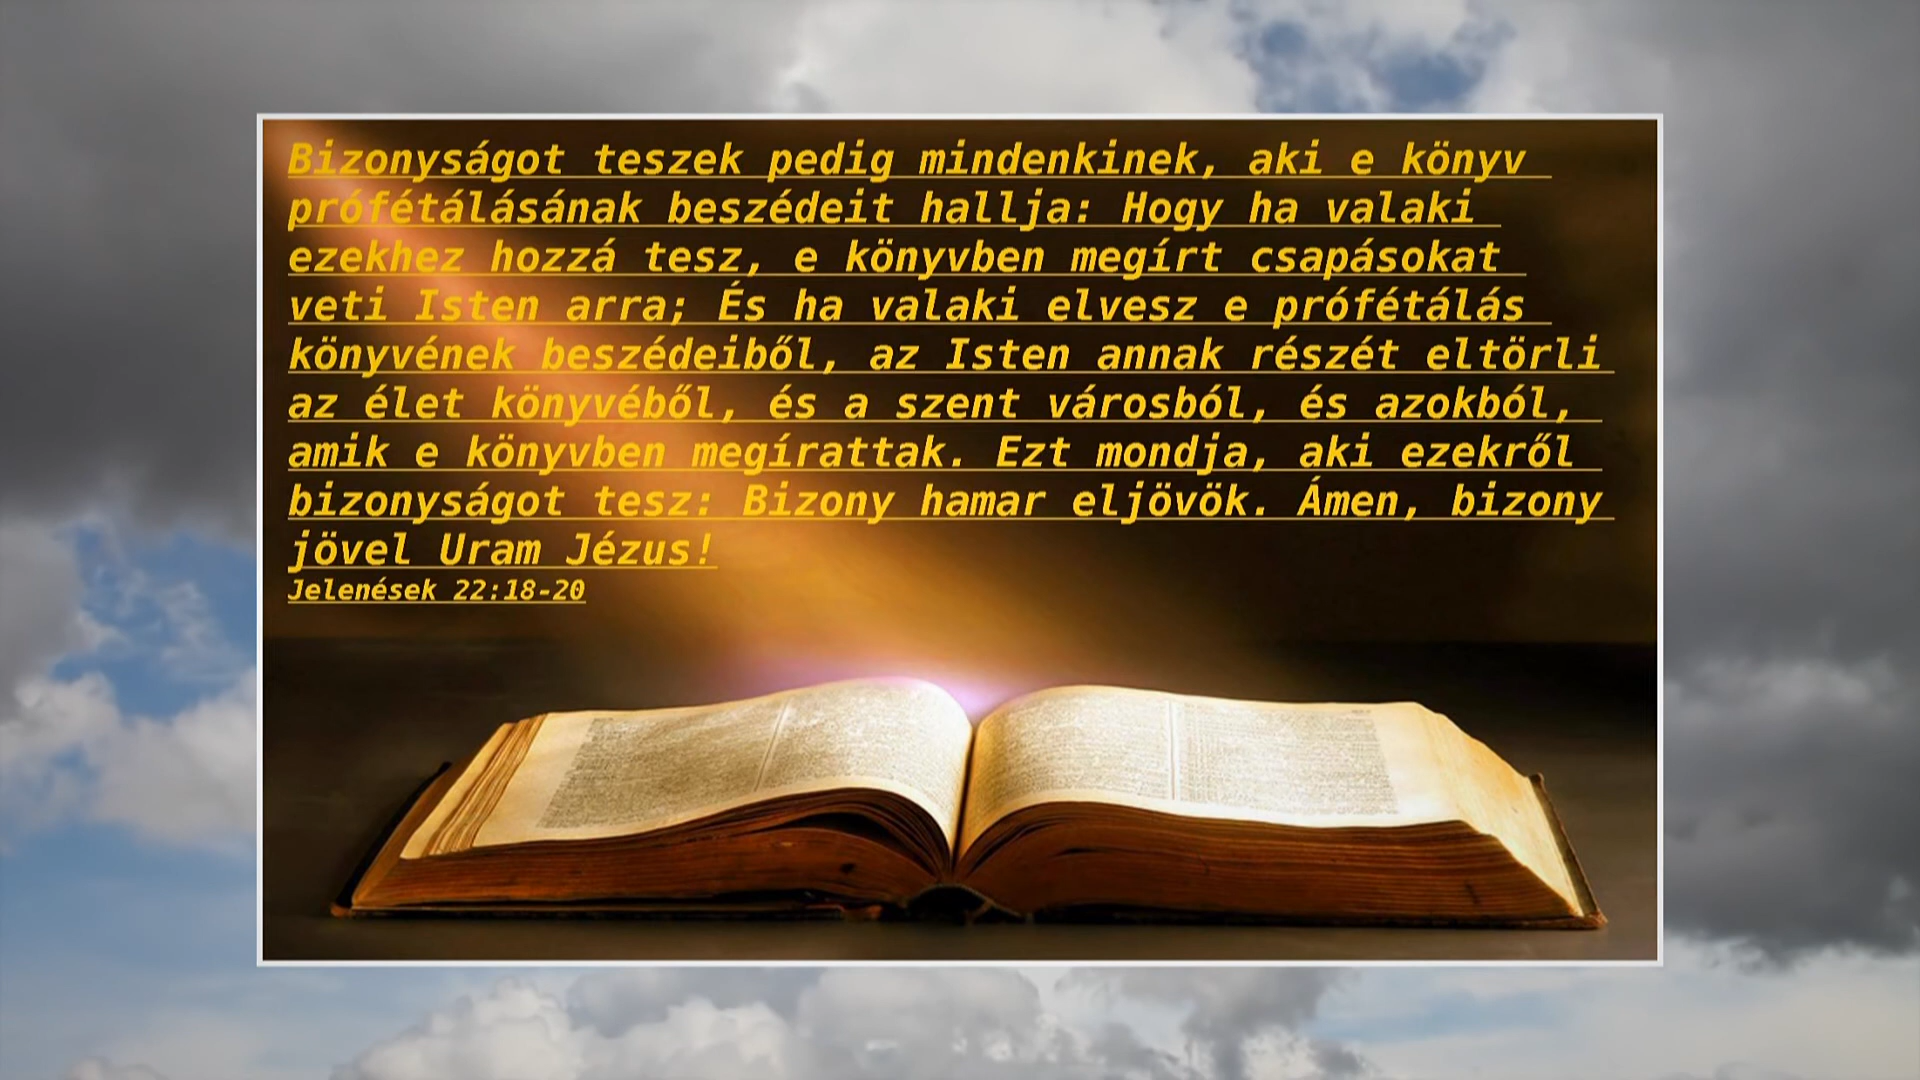 Bizonyságot teszek pedig mindenkinek, aki e könyv
prófétálásának beszédeit hallja: Hogy ha valaki
ezekhez hozzá tesz, e könyvben megírt csapásokat
veti Isten arra; És ha valaki elvesz e prófétálás
könyvének beszédeiből, az Isten annak részét eltörli
az élet könyvéből, és a szent városból, és azokból,
amik e könyvben megírattak. Ezt mondja, aki ezekről
bizonyságot tesz: Bizony hamar eljövök. Ámen, bizony
jövel Uram Jézus!
Jelenések 22:18-20